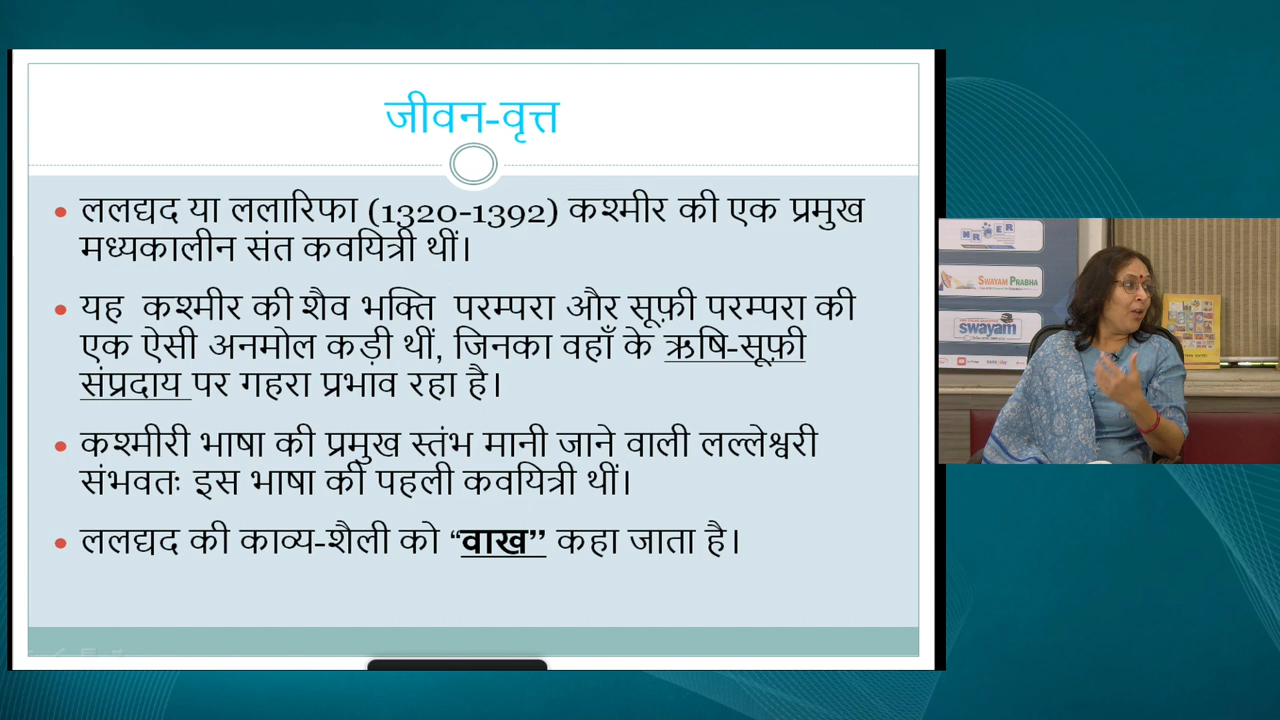 जीवन-वृत्त
• ललद्यद या ललारिफा (1320-1392) कश्मीर की एक प्रमुख
मध्यकालीन संत कवयित्री थीं।
• यह कश्मीर की शैव भक्ति परम्परा और सूफ़ी परम्परा की
एक ऐसी अनमोल कड़ी थीं, जिनका वहाँ के ऋषि-सूफ़ी
संप्रदाय पर गहरा प्रभाव रहा है।
• कश्मीरी भाषा की प्रमुख स्तंभ मानी जाने वाली लल्लेश्वरी
संभवतः इस भाषा की पहली कवयित्री थीं।
• ललद्यद की काव्य-शैली को “वाख” कहा जाता है।
SWAYAM PRABHA
swayam